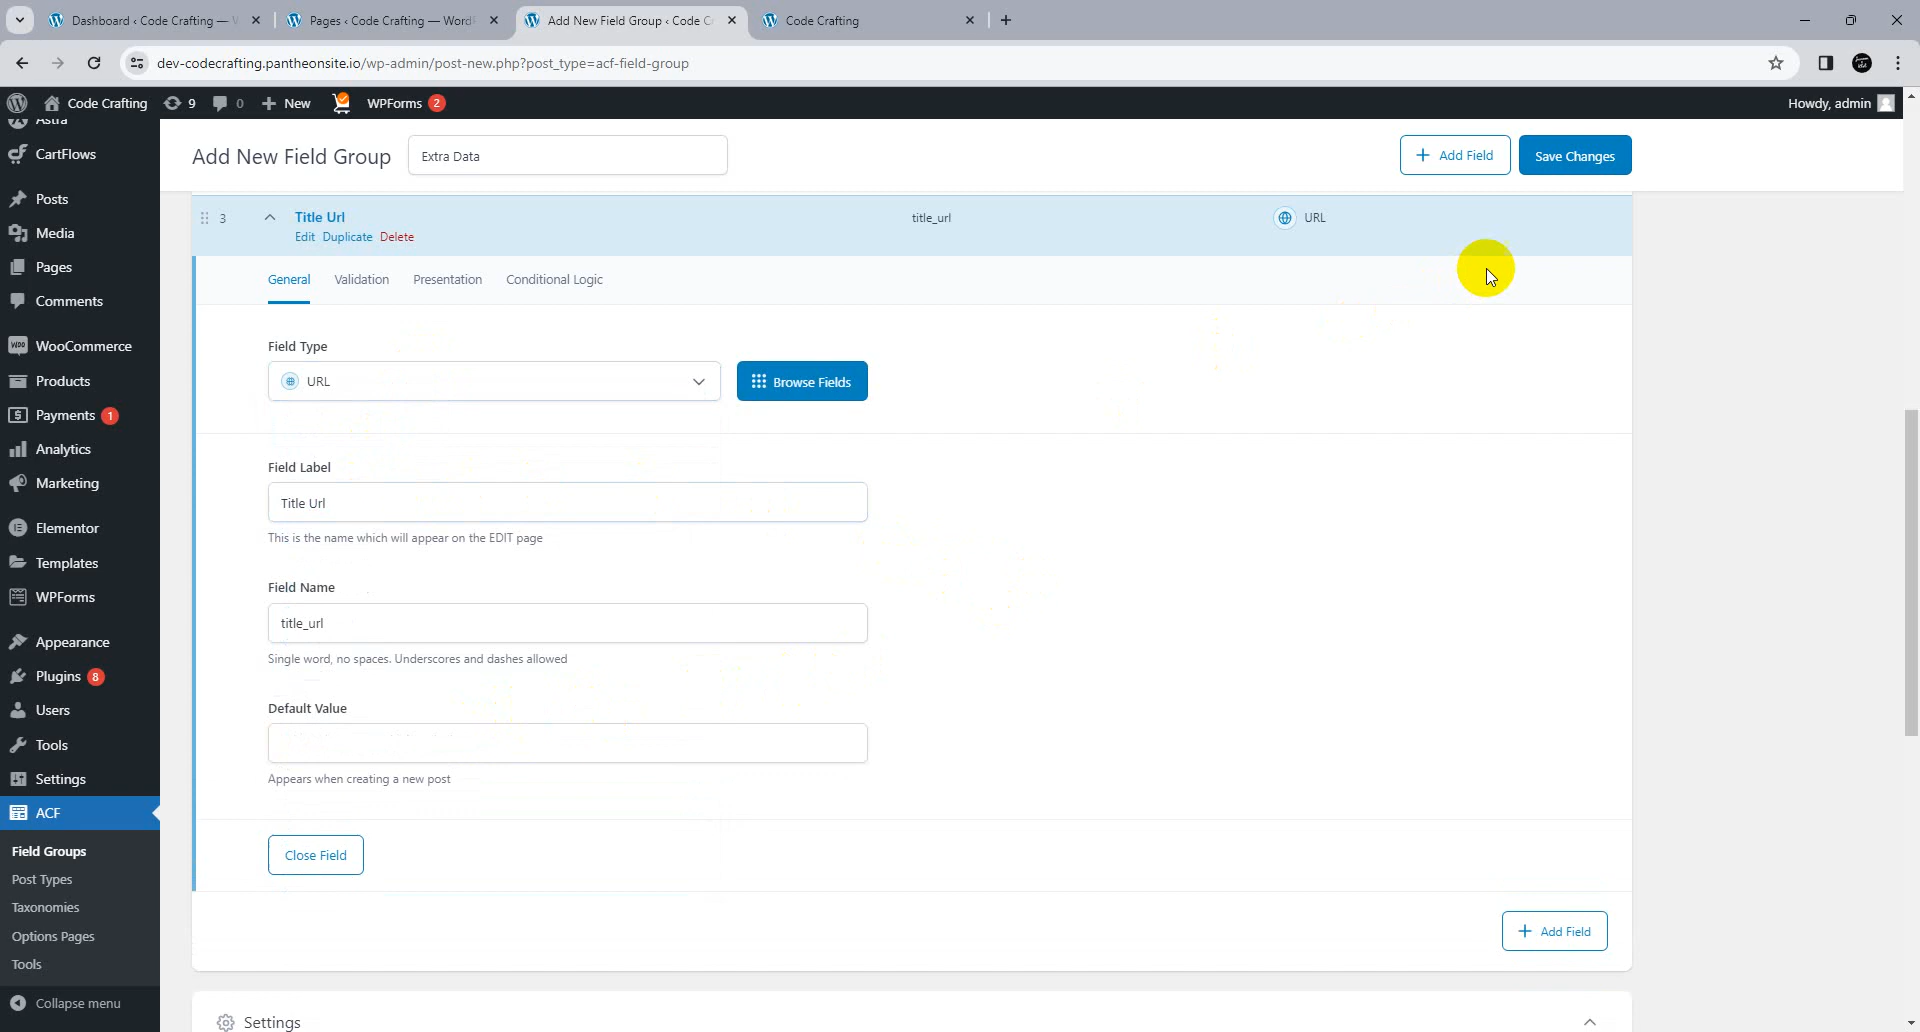 Dashboard ‹ Code Crafting — W
Pages ‹ Code Crafting — WordP
Add New Field Group ‹ Code C
Code Crafting
dev-codecrafting.pantheonsite.io/wp-admin/post-new.php?post_type=acf-field-group
Code Crafting
9
0
New
WPForms 2
Howdy, admin
Astra
CartFlows
Posts
Media
Pages
Comments
WooCommerce
Products
Payments 1
Analytics
Marketing
Elementor
Templates
WPForms
Appearance
Plugins 8
Users
Tools
Settings
ACF
Field Groups
Post Types
Taxonomies
Options Pages
Tools
Collapse menu
Add New Field Group
Extra Data
+ Add Field
Save Changes
3
Title Url
title_url
URL
Edit Duplicate Delete
General Validation Presentation Conditional Logic
Field Type
URL
Browse Fields
Field Label
Title Url
This is the name which will appear on the EDIT page
Field Name
title_url
Single word, no spaces. Underscores and dashes allowed
Default Value
Appears when creating a new post
Close Field
+ Add Field
Settings